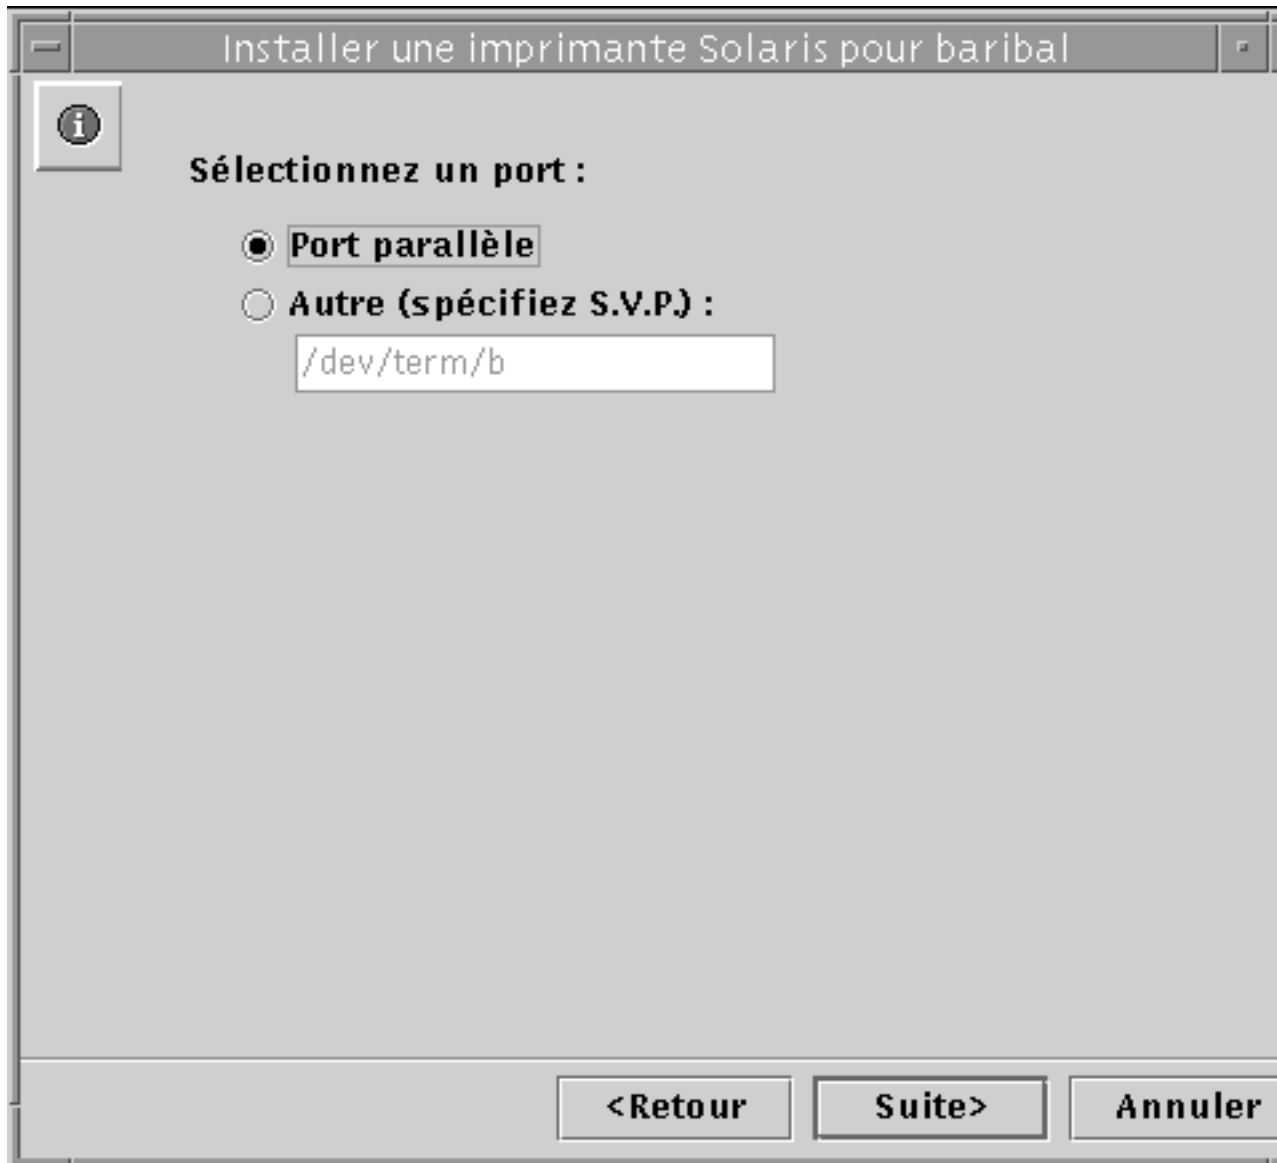 Installer une imprimante Solaris pour baribal
Sélectionnez un port :
Port parallèle
Autre (spécifiez S.V.P.) :
/dev/term/b
<Retour
Suite>
Annuler